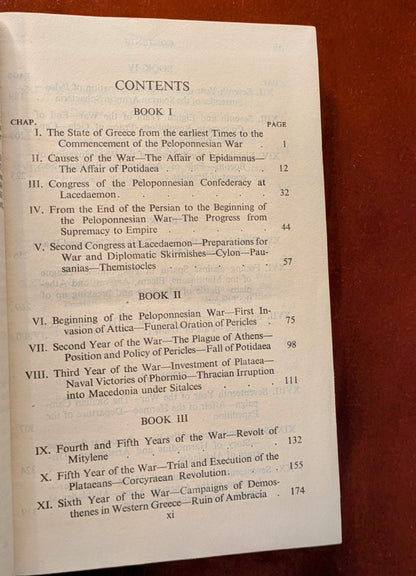 CONTENTS
BOOK I
CHAP. PAGE
I. The State of Greece from the earliest Times to the
Commencement of the Peloponnesian War . 1
II. Causes of the War—The Affair of Epidamnus—
The Affair of Potidaea . . . . 12
III. Congress of the Peloponnesian Confederacy at
Lacedaemon . . . . . . 32
IV. From the End of the Persian to the Beginning of
the Peloponnesian War—The Progress from
Supremacy to Empire . . . . 44
V. Second Congress at Lacedaemon—Preparations for
War and Diplomatic Skirmishes—Cylon—Pau-
sanias—Themistocles . . . . 57
BOOK II
VI. Beginning of the Peloponnesian War—First In-
vasion of Attica—Funeral Oration of Pericles . 75
VII. Second Year of the War—The Plague of Athens—
Position and Policy of Pericles—Fall of Potidaea 98
VIII. Third Year of the War—Investment of Plataea—
Naval Victories of Phormio—Thracian Irruption
into Macedonia under Sitalces . . . 111
BOOK III
IX. Fourth and Fifth Years of the War—Revolt of
Mitylene . . . . . . 132
X. Fifth Year of the War—Trial and Execution of the
Plataeans—Corcyraean Revolution . . . 155
XI. Sixth Year of the War—Campaigns of Demos-
thenes in Western Greece—Ruin of Ambracia . 174
xi